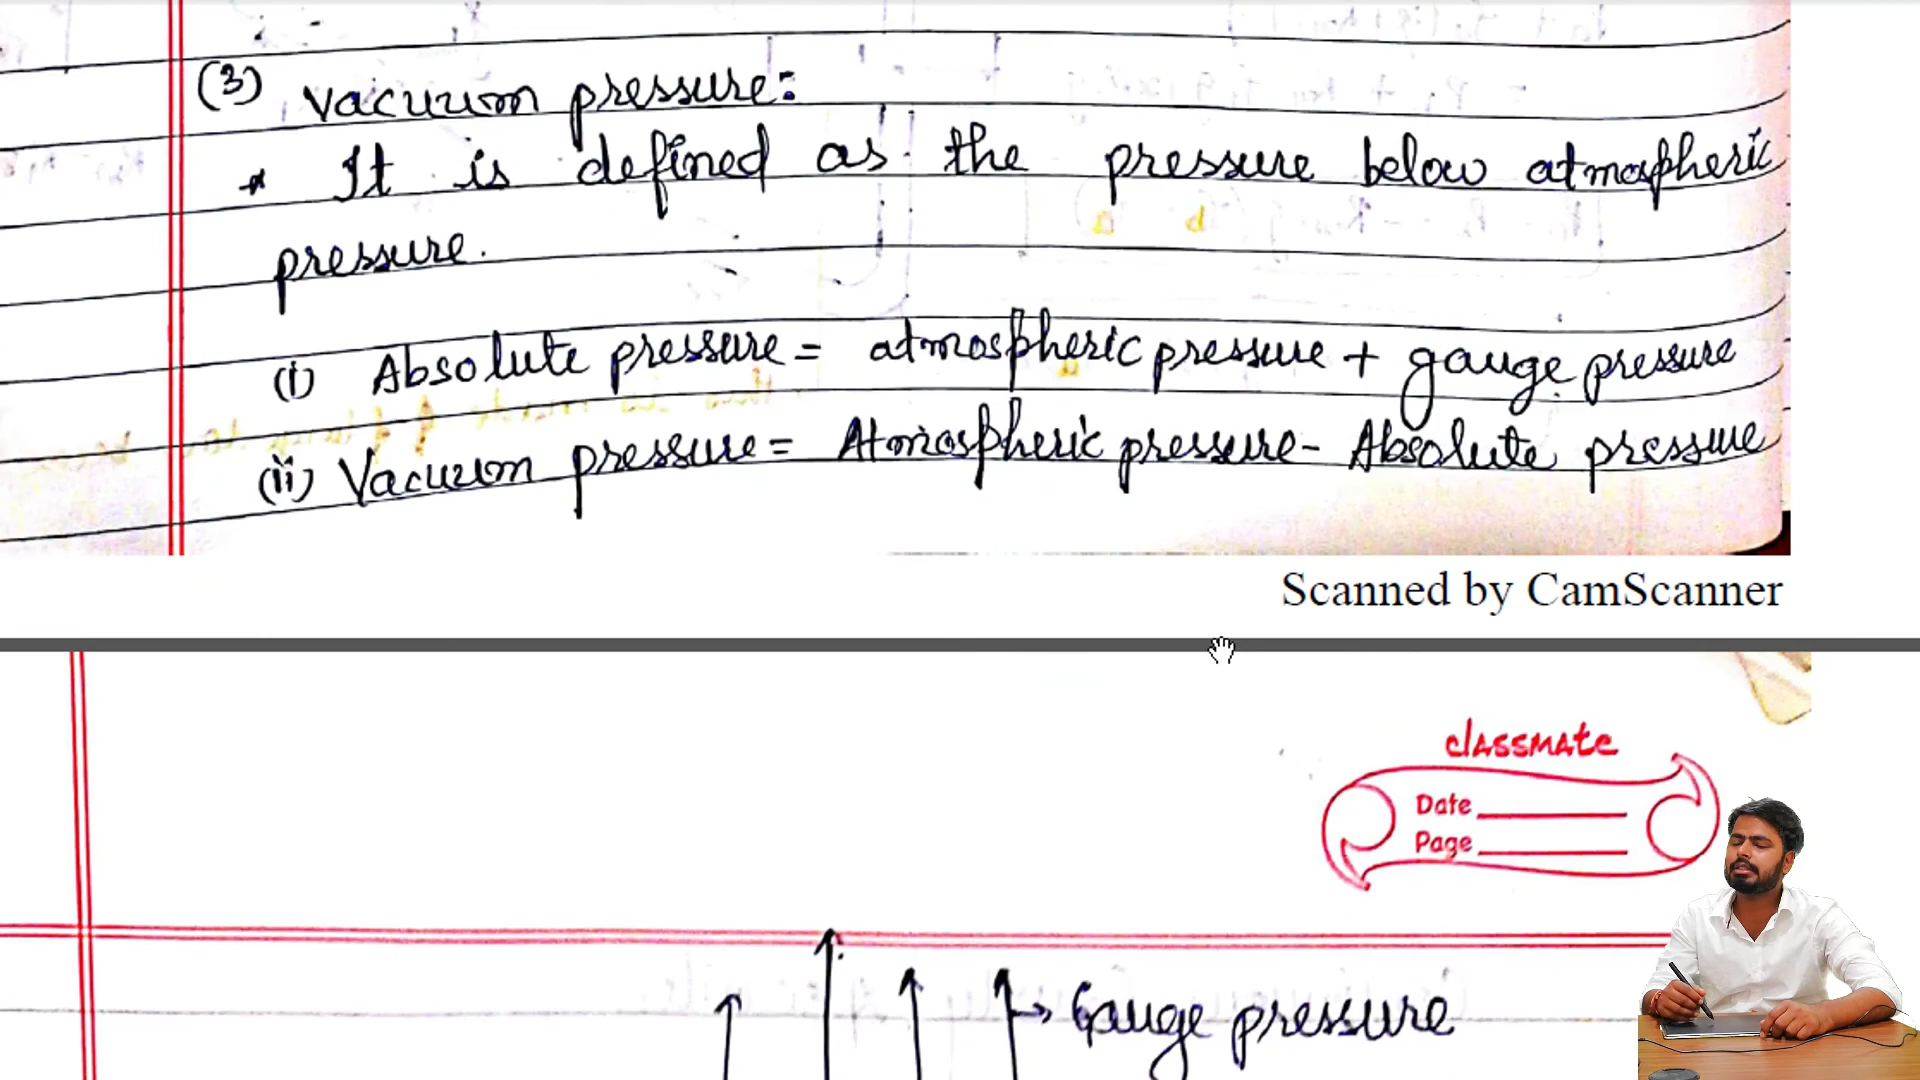 (3) Vacuum pressure:
* It is defined as the pressure below atmospheric
pressure.
(i) Absolute pressure = atmospheric pressure + gauge pressure
(ii) Vacuum pressure = Atmospheric pressure - Absolute pressure
Scanned by CamScanner
classmate
Date
Page
Gauge pressure